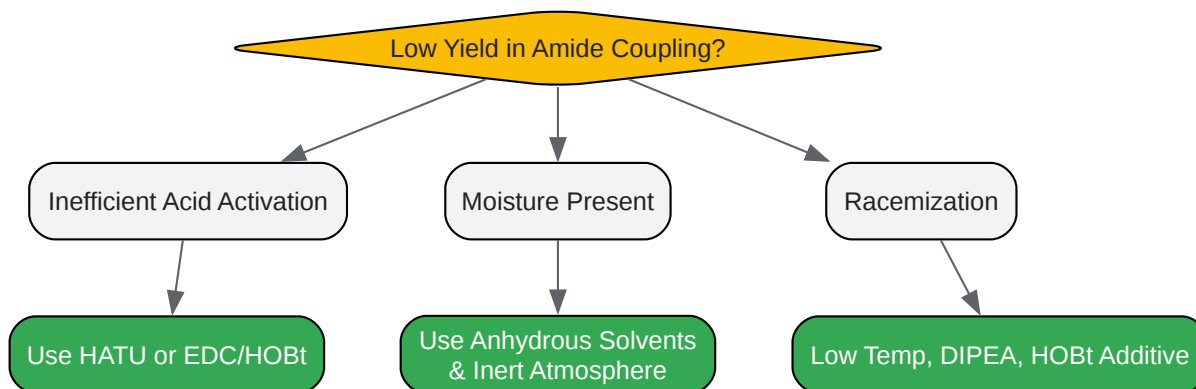 Low Yield in Amide Coupling?
Inefficient Acid Activation
Moisture Present
Racemization
Use HATU or EDC/HOBt
Use Anhydrous Solvents
& Inert Atmosphere
Low Temp, DIPEA, HOBt Additive